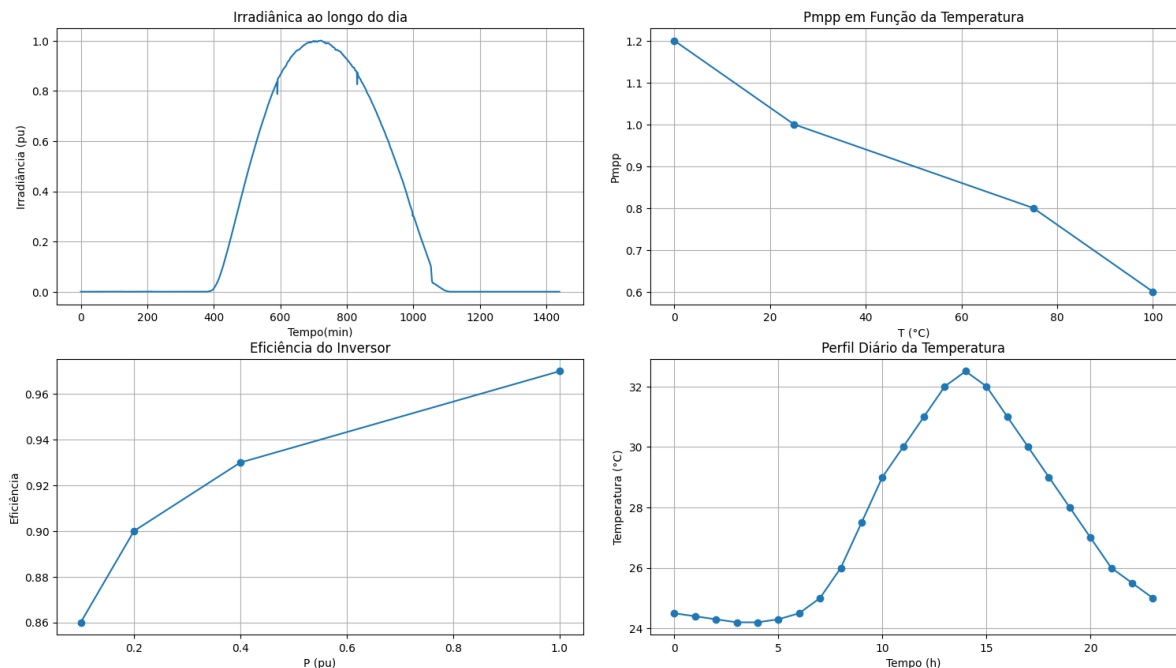 Irradiânica ao longo do dia
1.0
0.8
0.6
0.4
0.2
0.0
Irradiância (pu)
0 200 400 600 800 1000 1200 1400
Tempo(min)
Pmpp em Função da Temperatura
1.2
1.1
1.0
0.9
0.8
0.7
0.6
Pmpp
0 20 40 60 80 100
T (°C)
Eficiência do Inversor
0.96
0.94
0.92
0.90
0.88
0.86
Eficiência
0.2 0.4 0.6 0.8 1.0
P (pu)
Perfil Diário da Temperatura
32
30
28
26
24
Temperatura (°C)
0 5 10 15 20
Tempo (h)